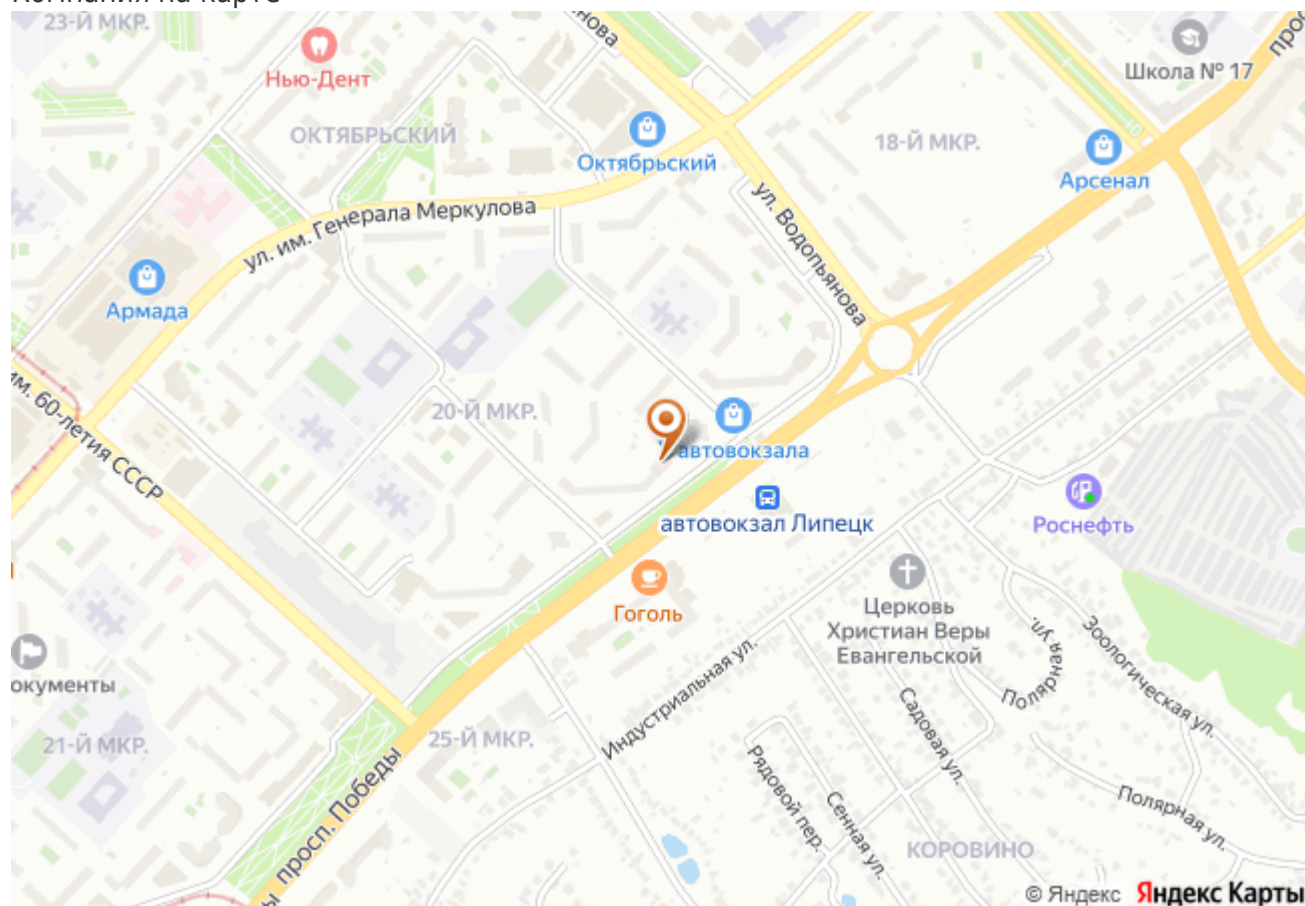 Компания на карте
23-Й МКР.
Нью-Дент
Школа № 17
ОКТЯБРЬСКИЙ
Октябрьский
18-Й МКР.
Арсенал
ул. им. Генерала Меркулова
ул. Водопьянова
Армада
им. 60-летия СССР
20-Й МКР.
автовокзала
автовокзал Липецк
Роснефть
Гоголь
Церковь
Христиан Веры
Евангельской
Полярная ул.
Зоологическая ул.
окументы
Индустриальная ул.
Садовая ул.
21-Й МКР.
25-Й МКР.
просп. Победы
Рядовой пер.
Сенная ул.
Полярная ул.
КОРОВИНО
© Яндекс Яндекс Карты